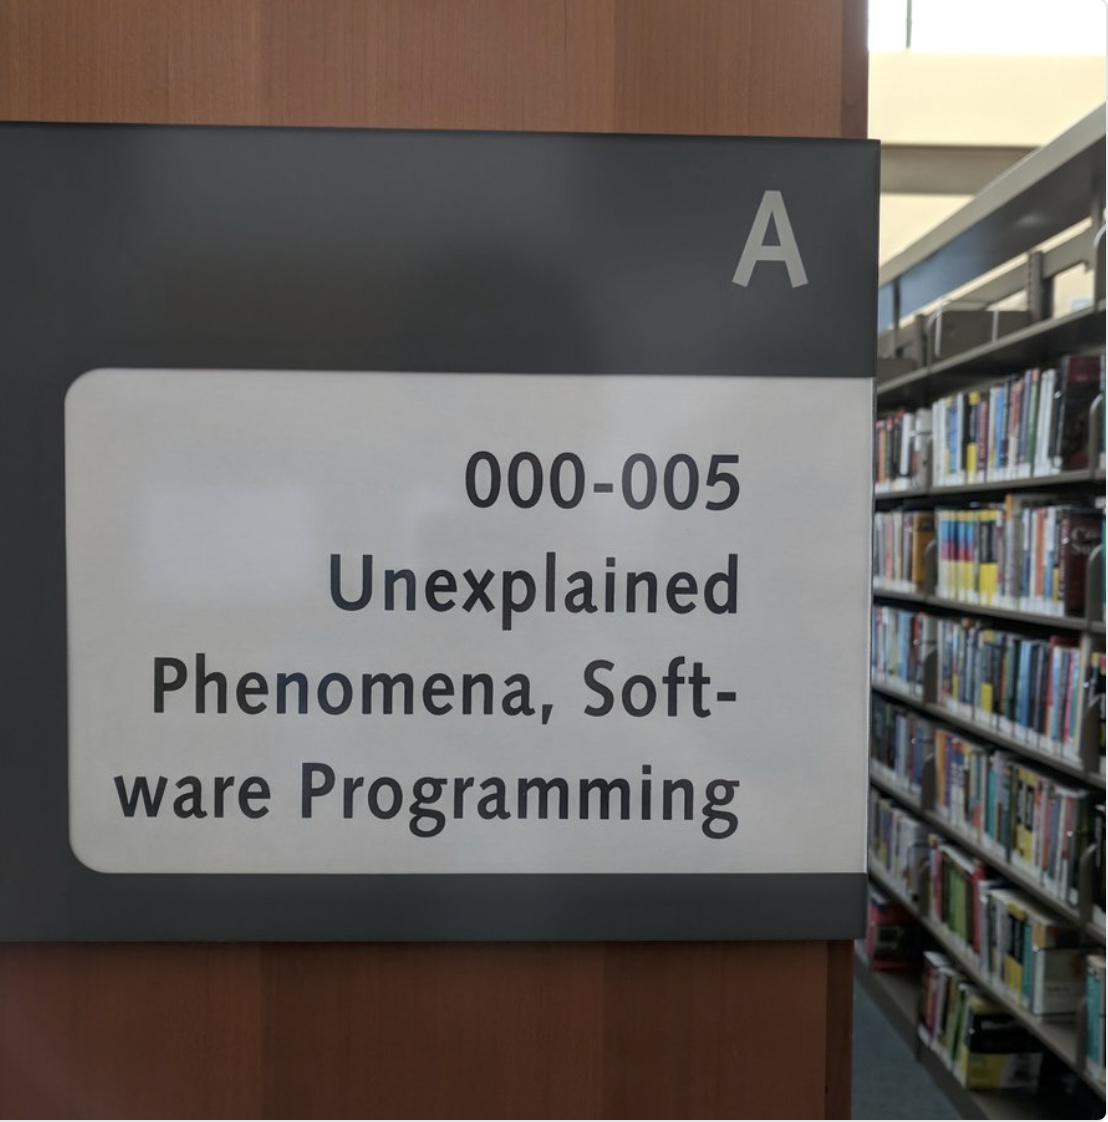 A
000-005
Unexplained
Phenomena, Soft-
ware Programming